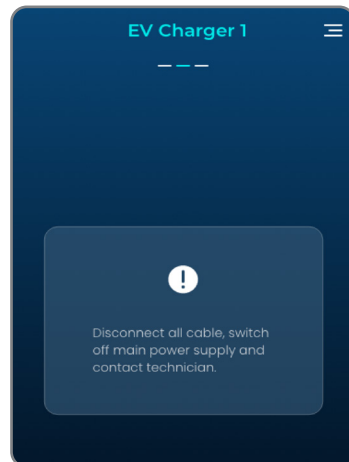 EV Charger 1
Disconnect all cable, switch
off main power supply and
contact technician.